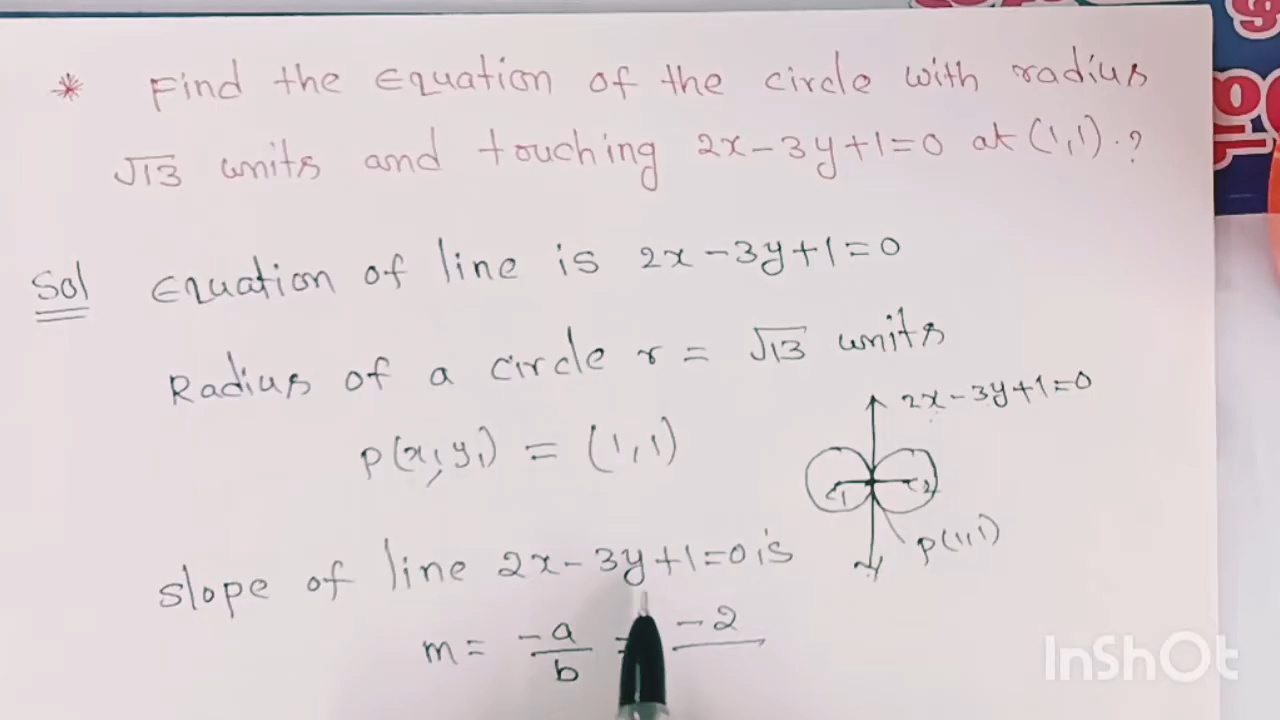 * Find the Equation of the circle with radius
√13 units and touching 2x-3y+1=0 at (1,1).?
Sol Equation of line is 2x-3y+1=0
Radius of a circle r = √13 units
2x-3y+1=0
P(x,y,) = (1,1)
C1 C2
P(1,1)
slope of line 2x-3y+1=0 is
m = -a/b = -2
InShOt